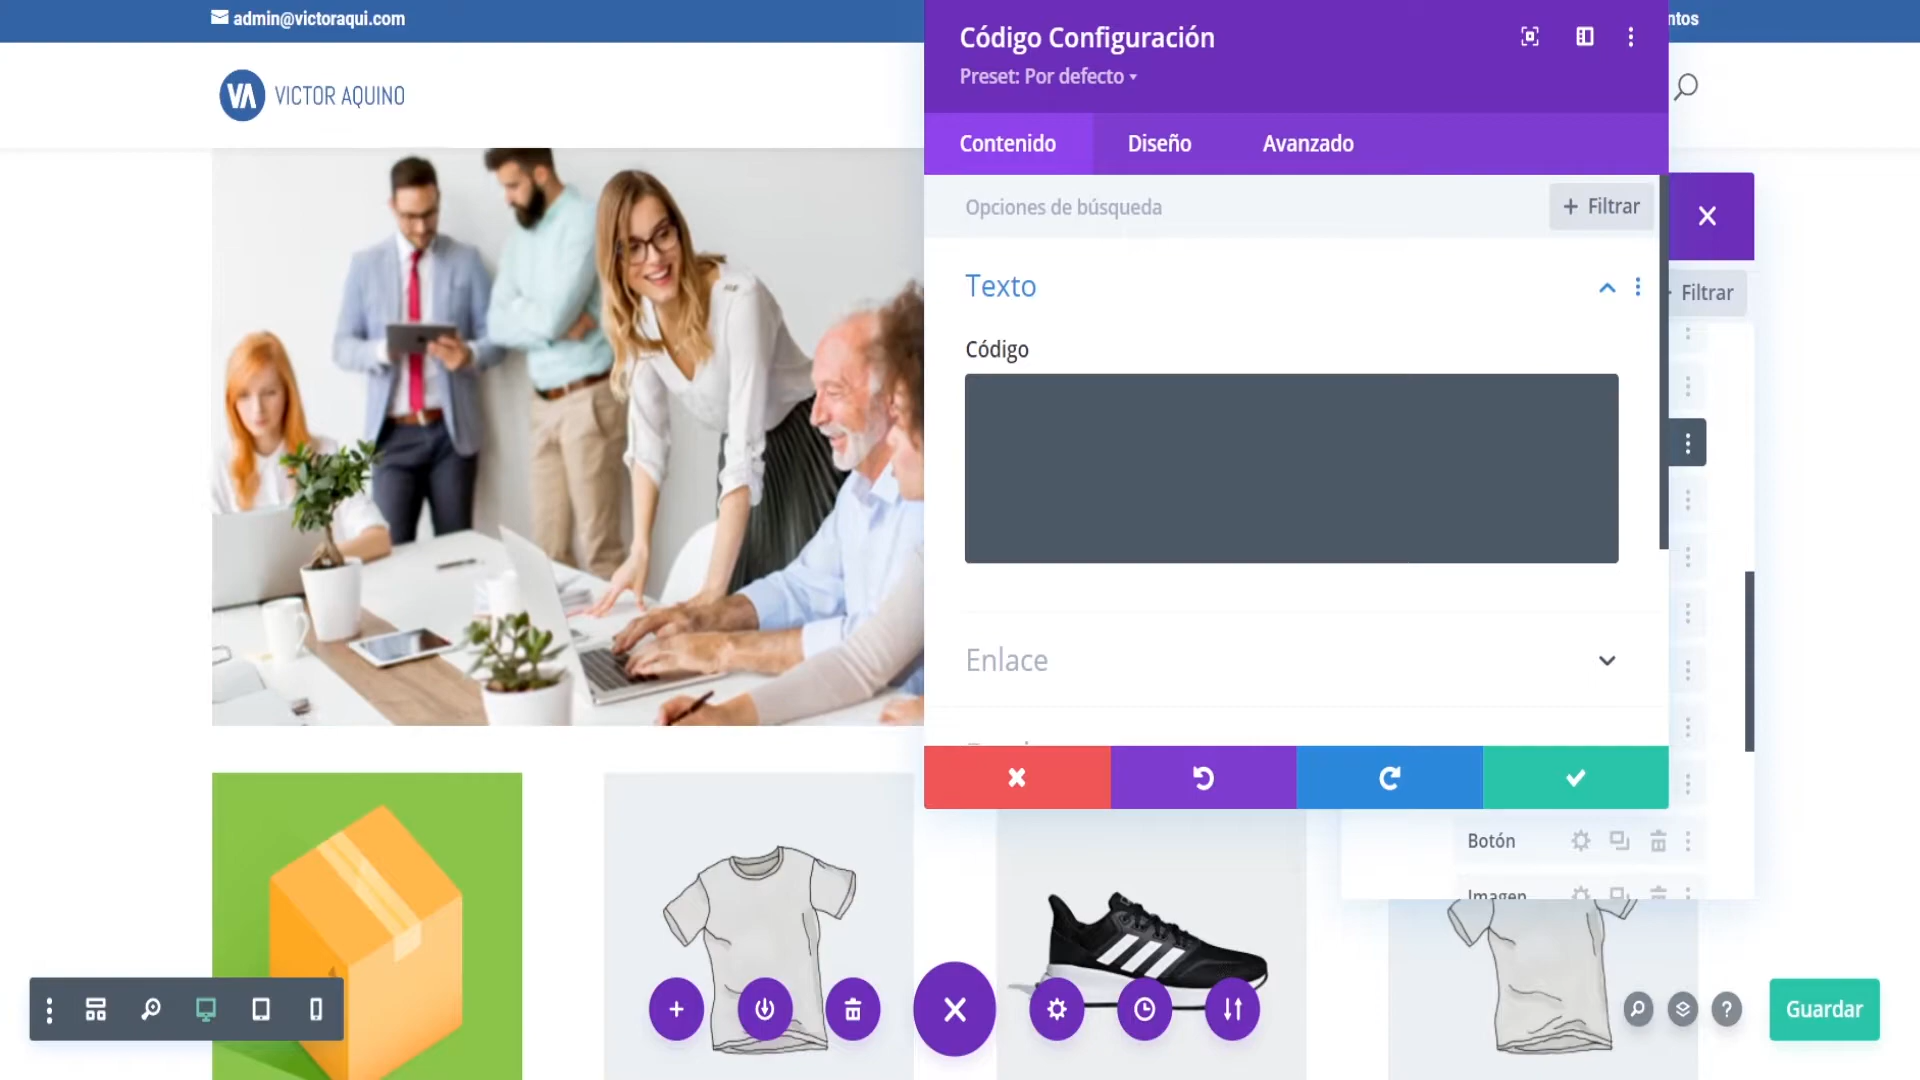 admin@victoraqui.com
ntos
VA VICTOR AQUINO
Código Configuración
Preset: Por defecto
Contenido
Diseño
Avanzado
Opciones de búsqueda
+ Filtrar
Filtrar
Texto
Código
Enlace
Botón
Imagen
Guardar